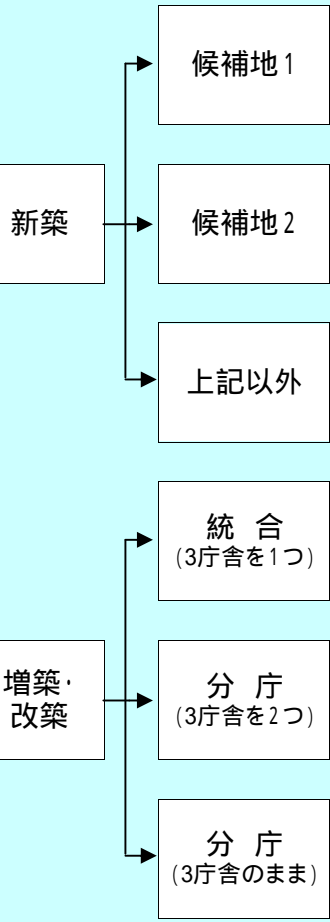 新築
候補地1
候補地2
上記以外
増築・
改築
統 合
(3庁舎を1つ)
分 庁
(3庁舎を2つ)
分 庁
(3庁舎のまま)